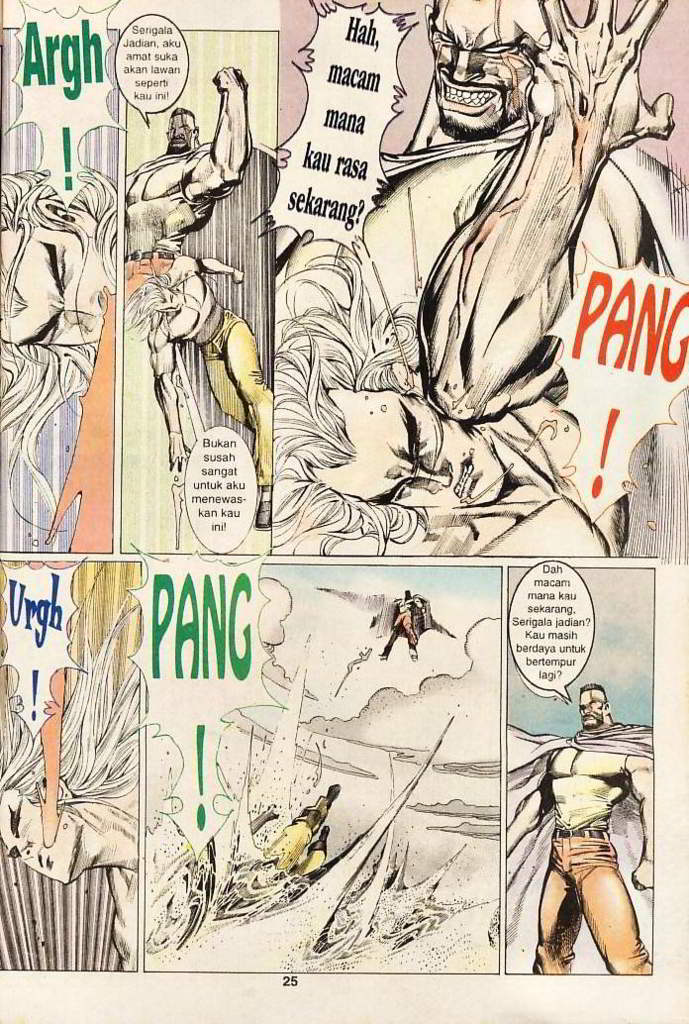 Argh
!
Serigala
Jadian, aku
amat suka
akan lawan
seperti
kau ini!
Bukan
susah
sangat
untuk aku
menewas-
kan kau
ini!
Hah,
macam
mana
kau rasa
sekarang?
PANG
!
Urgh
!
PANG
!
Dah
macam
mana kau
sekarang,
Serigala jadian?
Kau masih
berdaya untuk
bertempur
lagi?
25